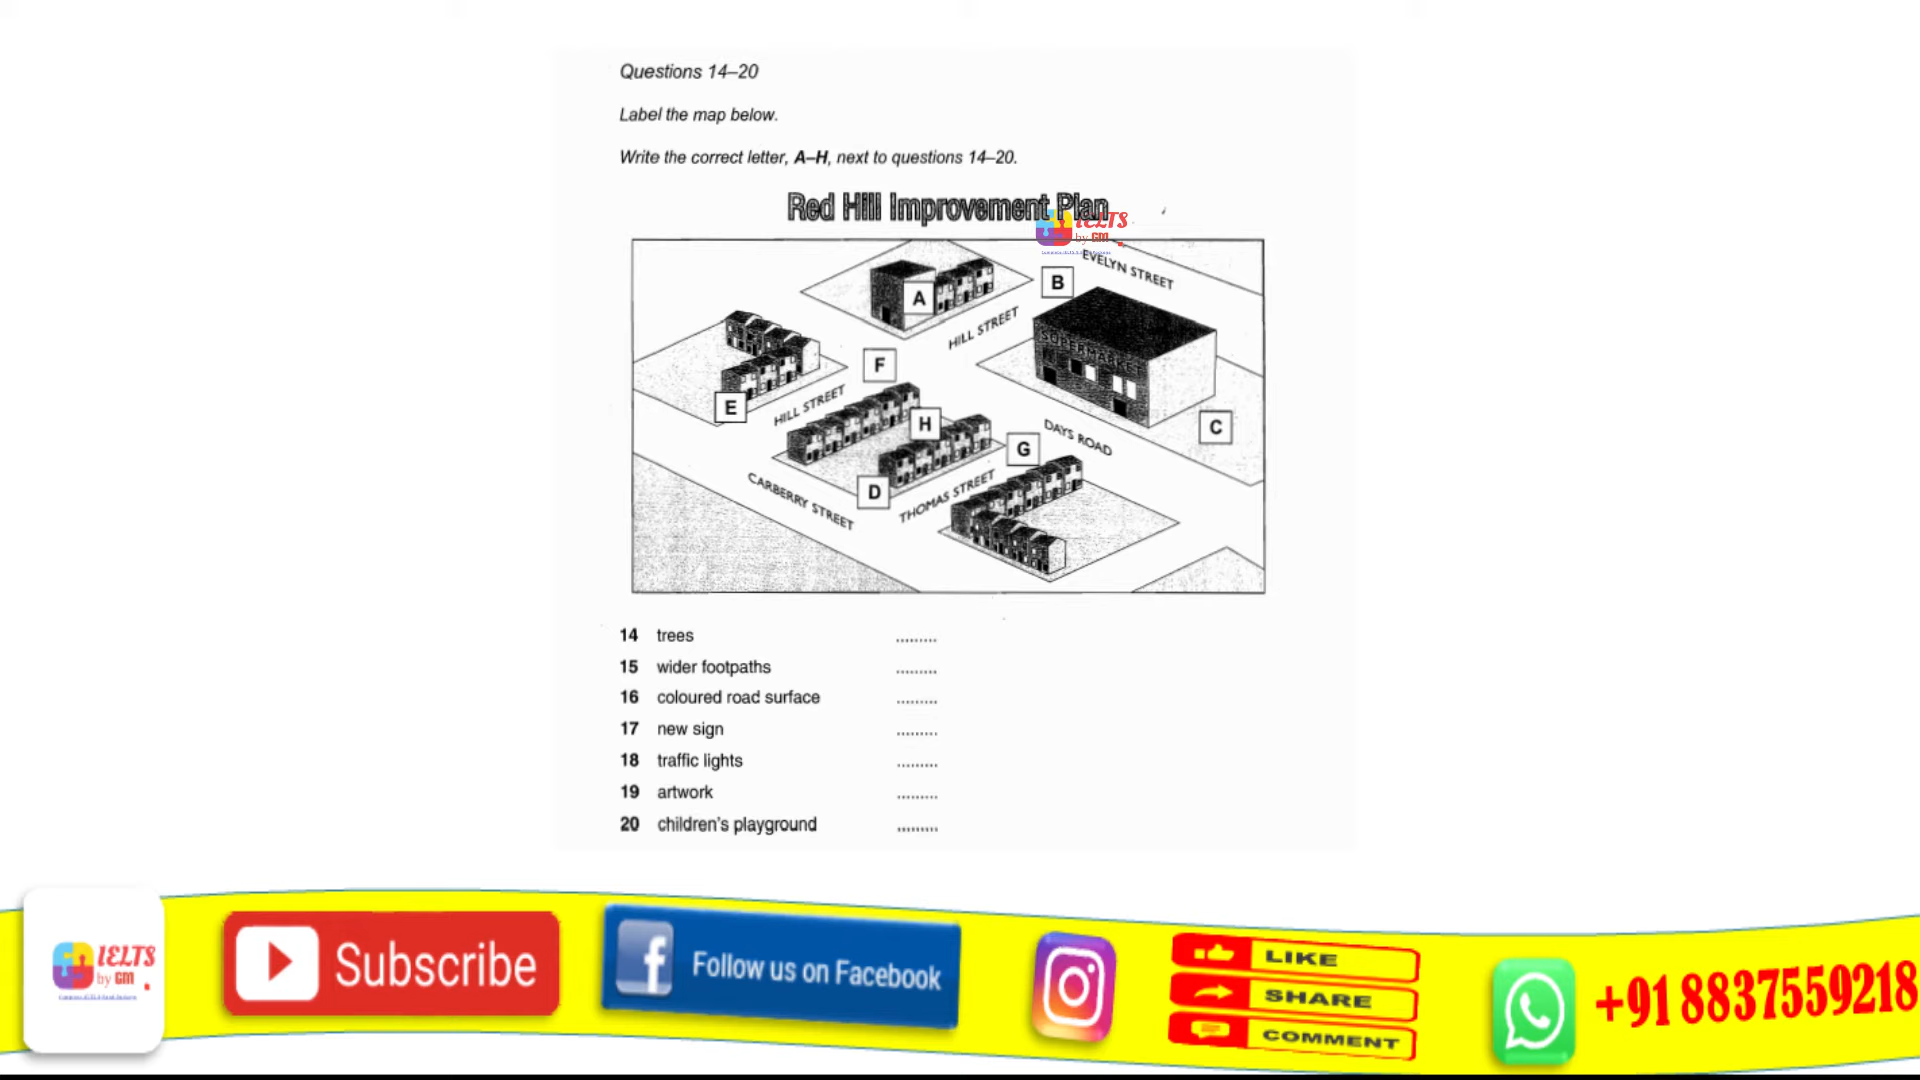 Questions 14–20
Label the map below.
Write the correct letter, A–H, next to questions 14–20.
Red Hill Improvement Plan
IELTS
by GM
EVELYN STREET
B
A
HILL STREET
SUPERMARKET
F
E
HILL STREET
H
C
DAYS ROAD
G
D
THOMAS STREET
CARBERRY STREET
14 trees .........
15 wider footpaths .........
16 coloured road surface .........
17 new sign .........
18 traffic lights .........
19 artwork .........
20 children's playground .........
IELTS
by GM
Subscribe
f
Follow us on Facebook
LIKE
SHARE
COMMENT
+91 8837559218